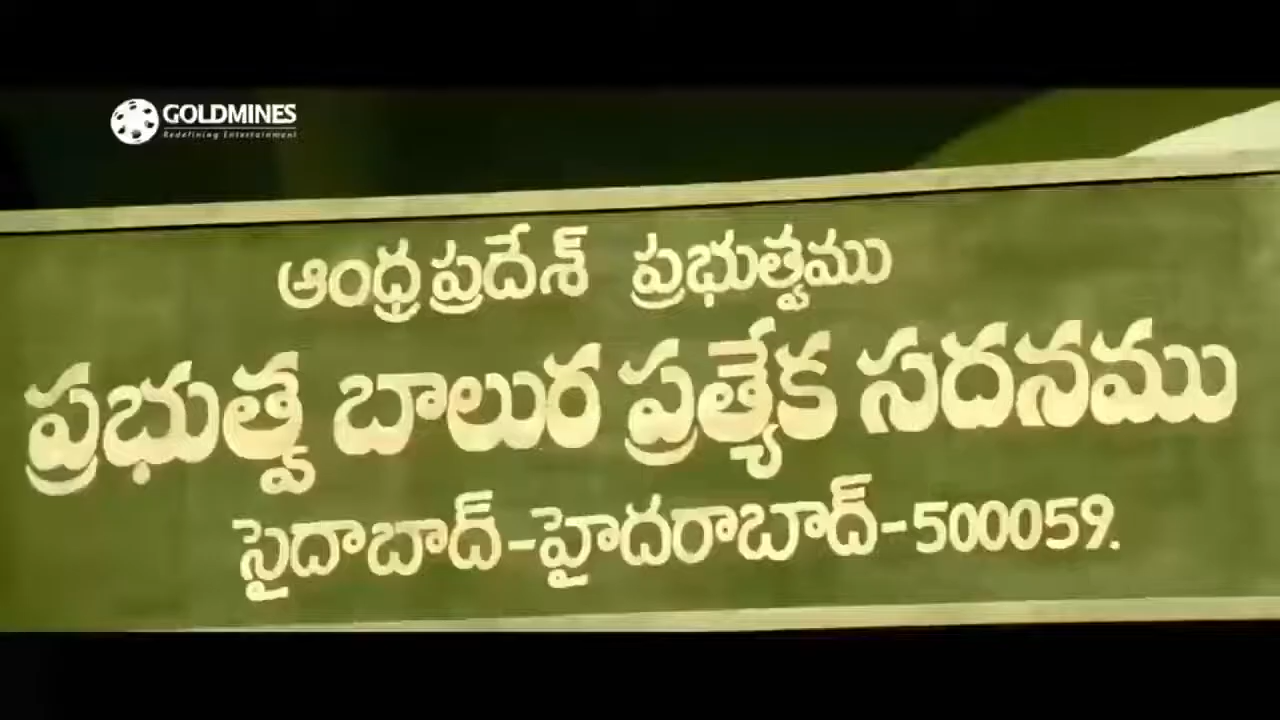 GOLDMINES
Redefining Entertainment
ఆంధ్ర ప్రదేశ్ ప్రభుత్వము
ప్రభుత్వ బాలుర ప్రత్యేక సదనము
సైదాబాద్-హైదరాబాద్-500059.